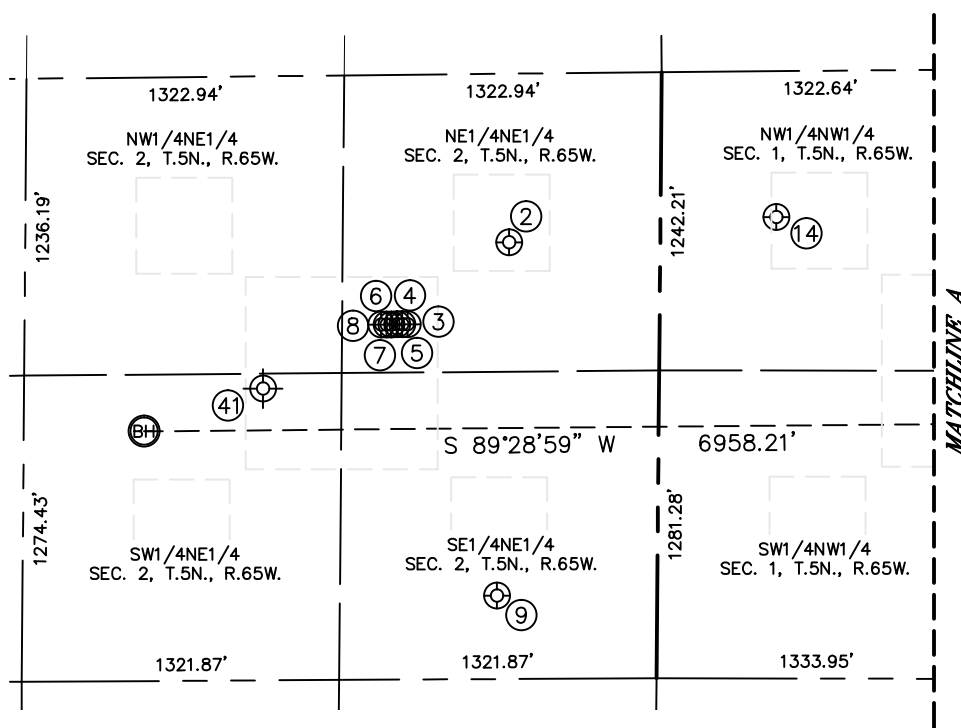 1322.94’
1322.94’
1322.64’
NW1/4NE1/4
SEC. 2, T.5N., R.65W.
NE1/4NE1/4
SEC. 2, T.5N., R.65W.
NW1/4NW1/4
SEC. 1, T.5N., R.65W.
1236.19’
1242.21’
2
14
6
4
8
3
7
5
41
BH
S 89°28’59” W
6958.21’
MATCHLINE A
1274.43’
1281.28’
SW1/4NE1/4
SEC. 2, T.5N., R.65W.
SE1/4NE1/4
SEC. 2, T.5N., R.65W.
SW1/4NW1/4
SEC. 1, T.5N., R.65W.
9
1321.87’
1321.87’
1333.95’